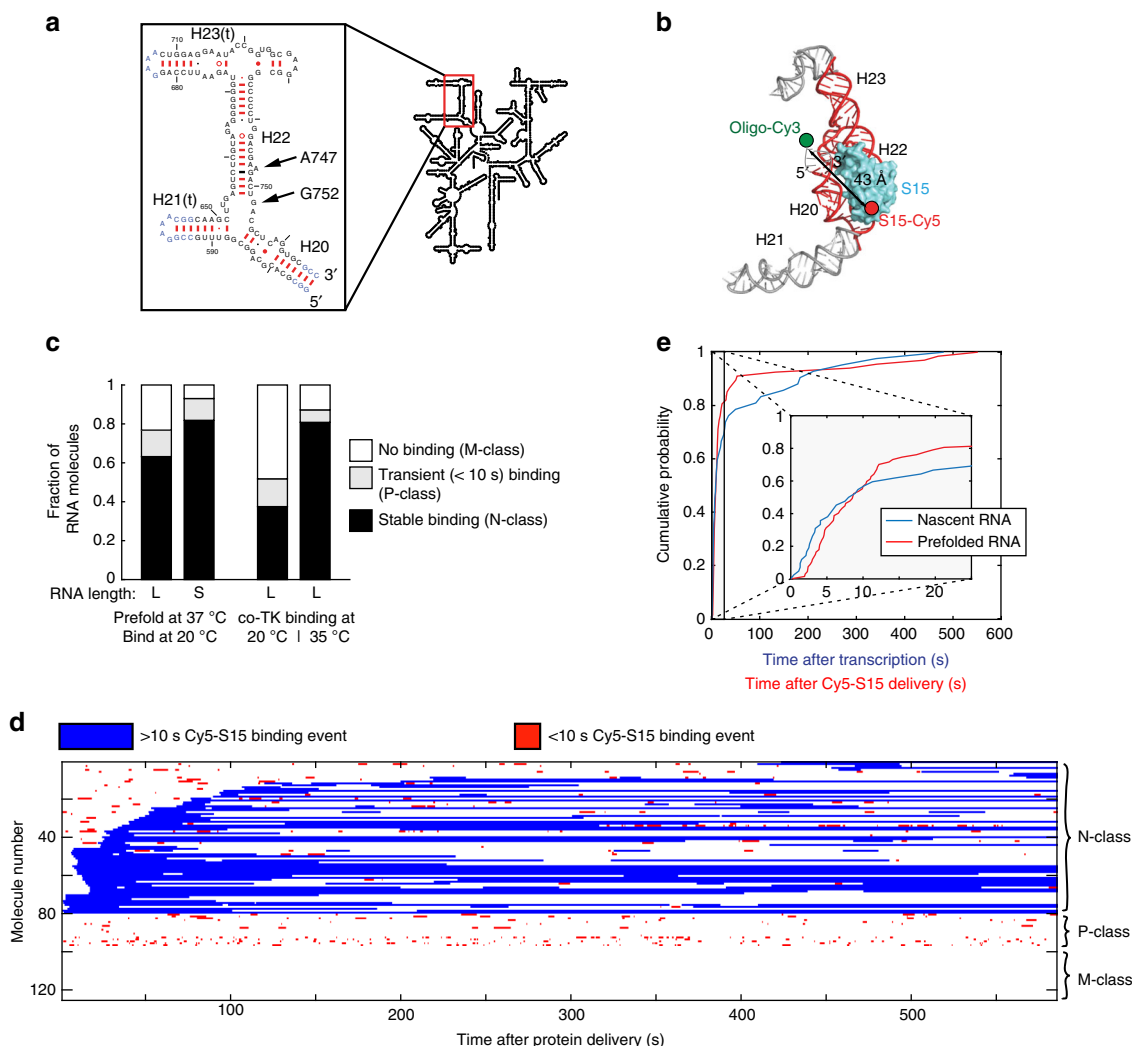 a
H23(t)
710
680
H22
A747
750
G752
H21(t)
650
590
H20
3′
5′
b
H23
Oligo-Cy3
H22
3′
5′
43 Å
S15
H20
S15-Cy5
H21
c
Fraction of
RNA molecules
1
0.8
0.6
0.4
0.2
0
RNA length:
L
S
L
L
Prefold at 37 °C
Bind at 20 °C
co-TK binding at
20 °C | 35 °C
No binding (M-class)
Transient (< 10 s) binding
(P-class)
Stable binding (N-class)
e
Cumulative probability
1
0.8
0.6
0.4
0.2
0
0 100 200 300 400 500 600
1
0.8
0.6
0.4
0.2
0
0 5 10 20
Nascent RNA
Prefolded RNA
Time after transcription (s)
Time after Cy5-S15 delivery (s)
d
>10 s Cy5-S15 binding event
<10 s Cy5-S15 binding event
Molecule number
40
80
120
100 200 300 400 500
Time after protein delivery (s)
N-class
P-class
M-class